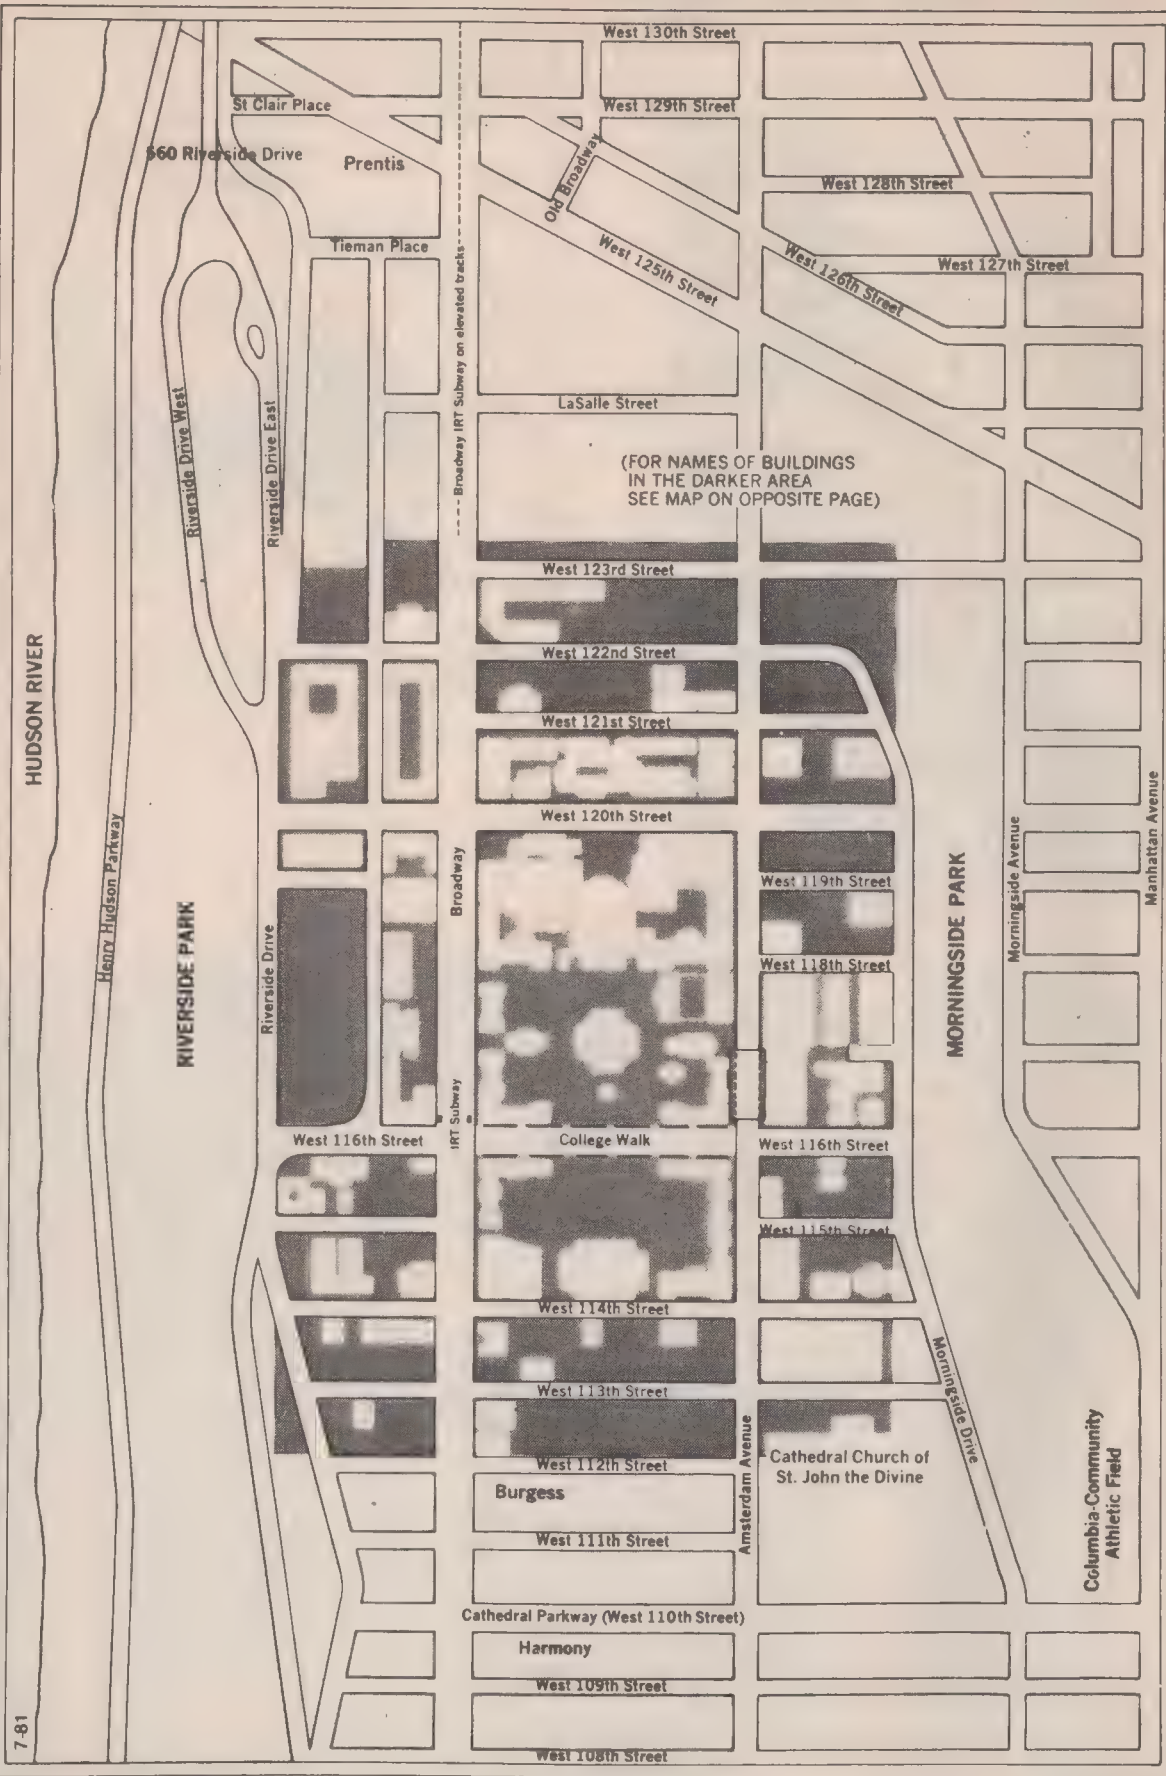 West 130th Street
St Clair Place
West 129th Street
560 Riverside Drive
Prentis
Old Broadway
West 128th Street
Tieman Place
West 125th Street
West 126th Street
West 127th Street
Broadway IRT Subway on elevated tracks
Riverside Drive West
Riverside Drive East
LaSalle Street
(FOR NAMES OF BUILDINGS
IN THE DARKER AREA
SEE MAP ON OPPOSITE PAGE)
West 123rd Street
West 122nd Street
West 121st Street
West 120th Street
HUDSON RIVER
Henry Hudson Parkway
RIVERSIDE PARK
Riverside Drive
Broadway
West 119th Street
West 118th Street
MORNINGSIDE PARK
Morningside Avenue
Manhattan Avenue
West 116th Street
IRT Subway
College Walk
West 116th Street
West 115th Street
West 114th Street
West 113th Street
Morningside Drive
West 112th Street
Amsterdam Avenue
Cathedral Church of
St. John the Divine
Burgess
West 111th Street
Columbia-Community
Athletic Field
Cathedral Parkway (West 110th Street)
Harmony
West 109th Street
West 108th Street
7-81